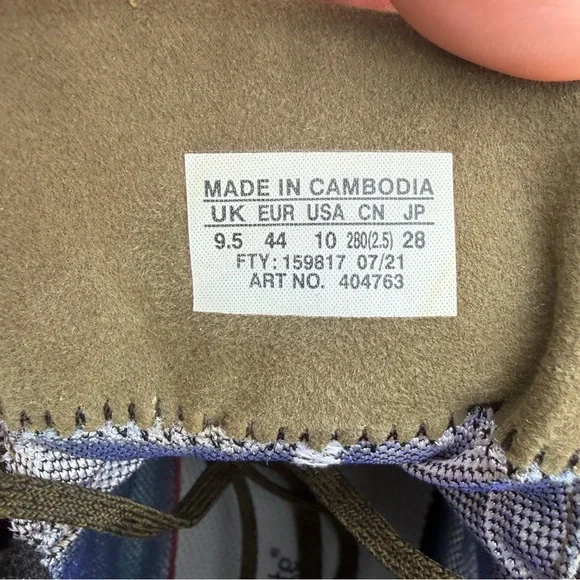 MADE IN CAMBODIA
UK EUR USA CN JP
9.5 44 10 280(2.5) 28
FTY: 159817 07/21
ART NO. 404763